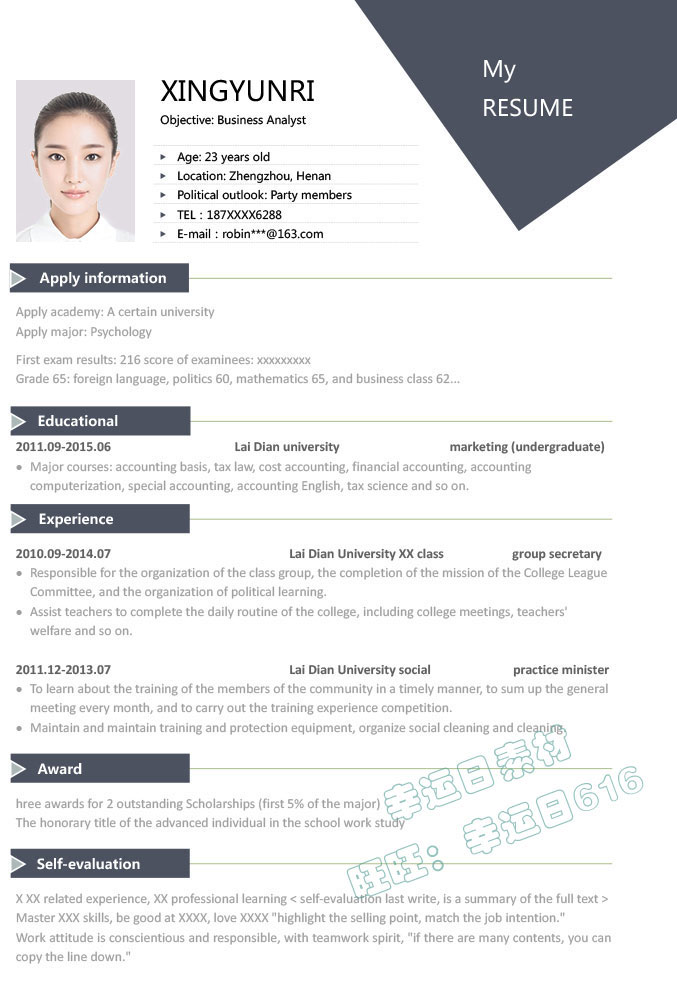 My
RESUME
XINGYUNRI
Objective: Business Analyst
Age: 23 years old
Location: Zhengzhou, Henan
Political outlook: Party members
TEL : 187XXXX6288
E-mail : robin***@163.com
Apply information
Apply academy: A certain university
Apply major: Psychology
First exam results: 216 score of examinees: xxxxxxxxx
Grade 65: foreign language, politics 60, mathematics 65, and business class 62...
Educational
2011.09-2015.06 Lai Dian university marketing (undergraduate)
● Major courses: accounting basis, tax law, cost accounting, financial accounting, accounting
computerization, special accounting, accounting English, tax science and so on.
Experience
2010.09-2014.07 Lai Dian University XX class group secretary
● Responsible for the organization of the class group, the completion of the mission of the College League
Committee, and the organization of political learning.
● Assist teachers to complete the daily routine of the college, including college meetings, teachers'
welfare and so on.
2011.12-2013.07 Lai Dian University social practice minister
● To learn about the training of the members of the community in a timely manner, to sum up the general
meeting every month, and to carry out the training experience competition.
● Maintain and maintain training and protection equipment, organize social cleaning and cleaning.
Award
hree awards for 2 outstanding Scholarships (first 5% of the major)
The honorary title of the advanced individual in the school work study
幸运日素材
旺旺：幸运日616
Self-evaluation
X XX related experience, XX professional learning < self-evaluation last write, is a summary of the full text >
Master XXX skills, be good at XXXX, love XXXX "highlight the selling point, match the job intention."
Work attitude is conscientious and responsible, with teamwork spirit, "if there are many contents, you can
copy the line down."